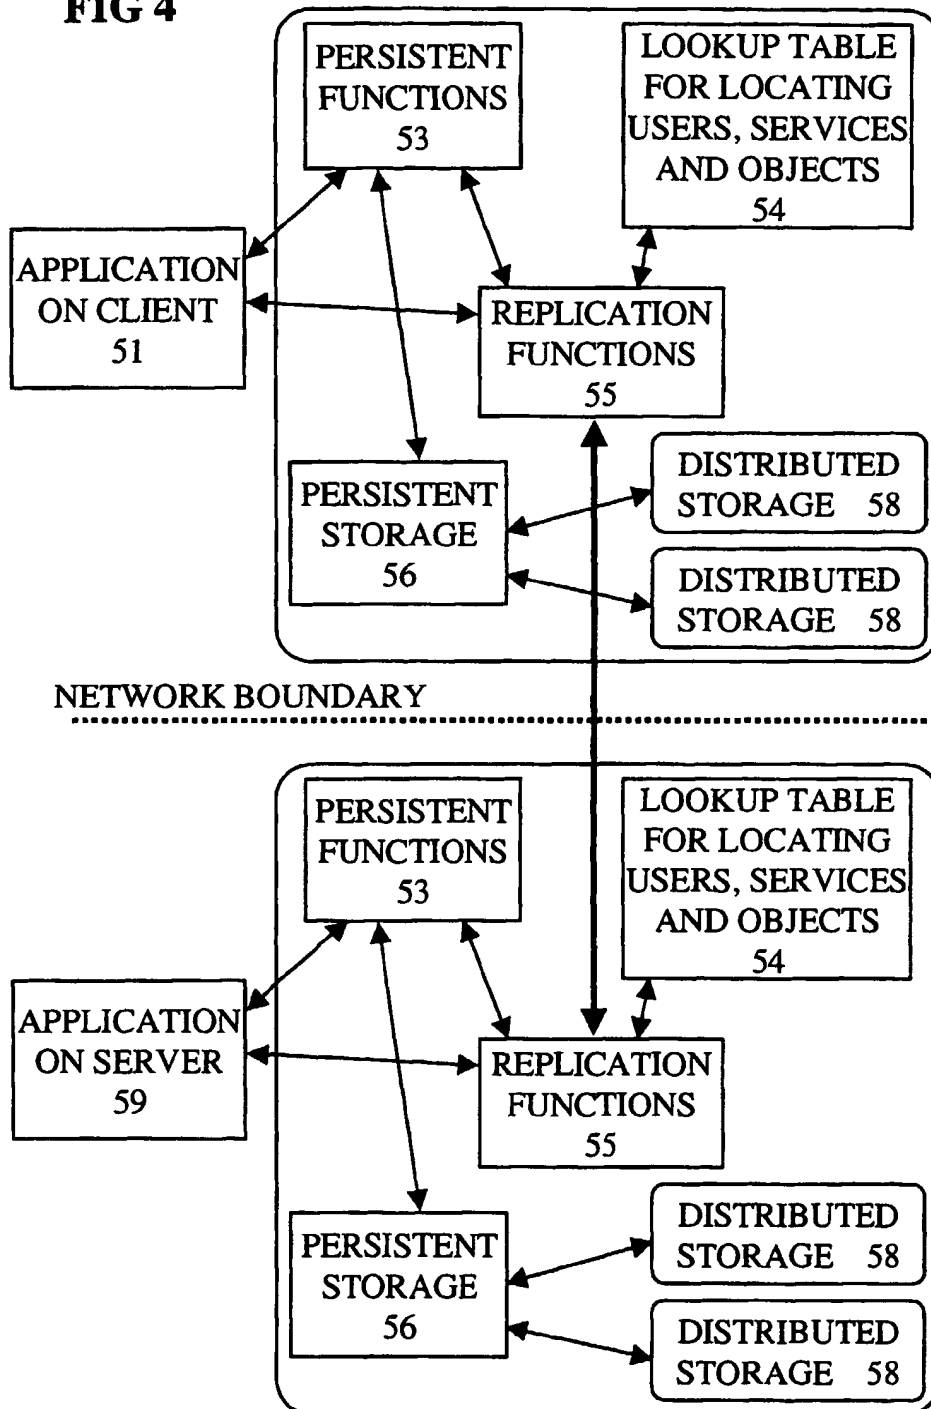 FIG 4
PERSISTENT
FUNCTIONS
53
LOOKUP TABLE
FOR LOCATING
USERS, SERVICES
AND OBJECTS
54
APPLICATION
ON CLIENT
51
REPLICATION
FUNCTIONS
55
PERSISTENT
STORAGE
56
DISTRIBUTED
STORAGE 58
DISTRIBUTED
STORAGE 58
NETWORK BOUNDARY
PERSISTENT
FUNCTIONS
53
LOOKUP TABLE
FOR LOCATING
USERS, SERVICES
AND OBJECTS
54
APPLICATION
ON SERVER
59
REPLICATION
FUNCTIONS
55
PERSISTENT
STORAGE
56
DISTRIBUTED
STORAGE 58
DISTRIBUTED
STORAGE 58